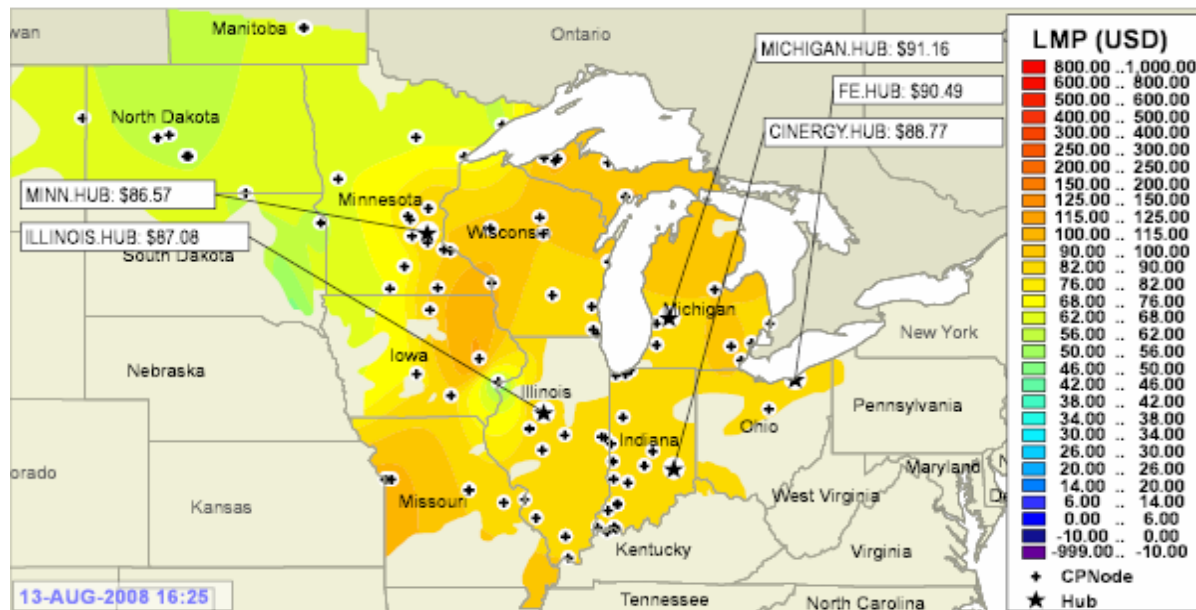 wan
Manitoba
Ontario
MICHIGAN.HUB: $91.16
FE.HUB: $90.49
CINERGY.HUB: $88.77
North Dakota
MINN.HUB: $86.57
Minnesota
ILLINOIS.HUB: $87.08
Wisconsin
South Dakota
Michigan
New York
Iowa
Nebraska
Illinois
Pennsylvania
Ohio
Indiana
orado
Maryland
N
De
Missouri
Kansas
West Virginia
Kentucky
Virginia
Tennessee
North Carolina
13-AUG-2008 16:25
LMP (USD)
800.00 ..1,000.00
600.00 .. 800.00
500.00 .. 600.00
400.00 .. 500.00
300.00 .. 400.00
250.00 .. 300.00
200.00 .. 250.00
150.00 .. 200.00
125.00 .. 150.00
115.00 .. 125.00
100.00 .. 115.00
90.00 .. 100.00
82.00 .. 90.00
76.00 .. 82.00
68.00 .. 76.00
62.00 .. 68.00
56.00 .. 62.00
50.00 .. 56.00
46.00 .. 50.00
42.00 .. 46.00
38.00 .. 42.00
34.00 .. 38.00
30.00 .. 34.00
26.00 .. 30.00
20.00 .. 26.00
14.00 .. 20.00
6.00 .. 14.00
0.00 .. 6.00
-10.00 .. 0.00
-999.00 .. -10.00
CPNode
Hub